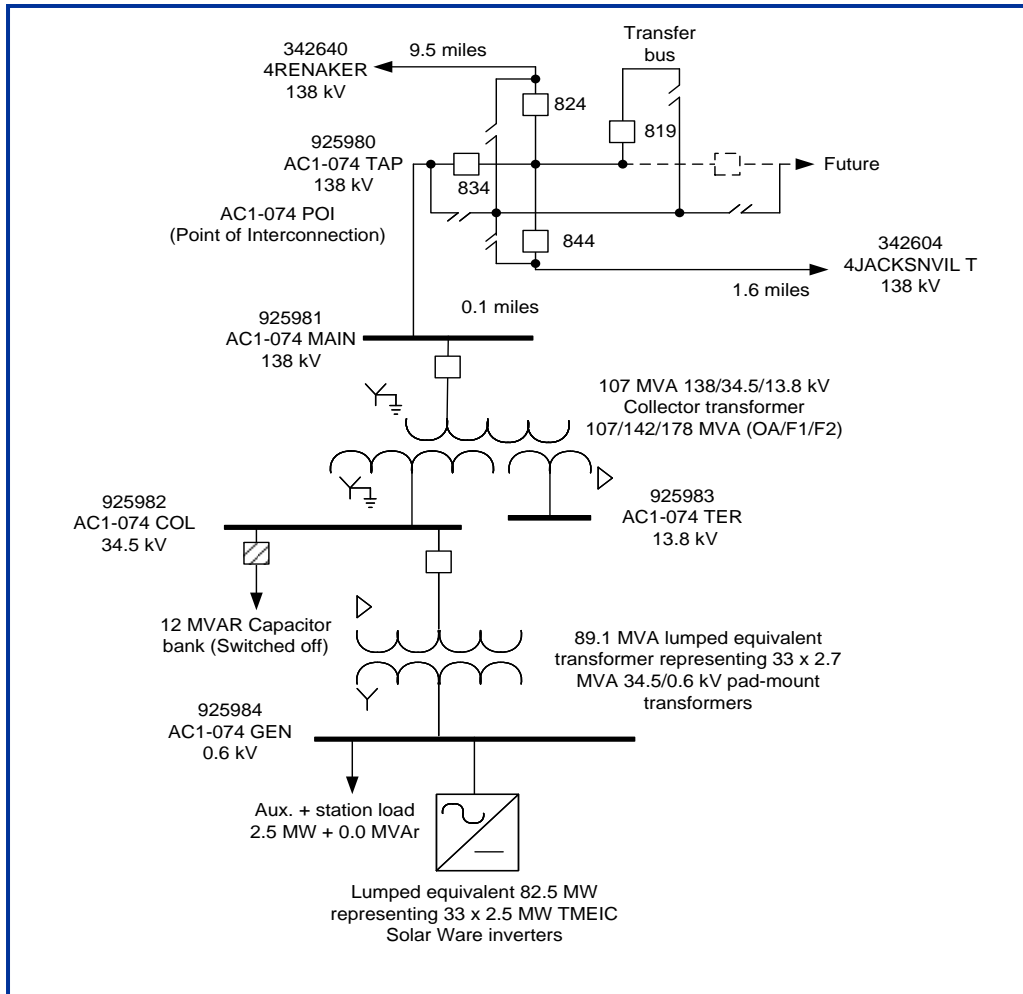 342640
4RENAKER
138 kV
9.5 miles
Transfer
bus
824
819
925980
AC1-074 TAP
138 kV
834
Future
AC1-074 POI
(Point of Interconnection)
844
342604
4JACKSNVIL T
138 kV
1.6 miles
0.1 miles
925981
AC1-074 MAIN
138 kV
107 MVA 138/34.5/13.8 kV
Collector transformer
107/142/178 MVA (OA/F1/F2)
925982
AC1-074 COL
34.5 kV
925983
AC1-074 TER
13.8 kV
12 MVAR Capacitor
bank (Switched off)
89.1 MVA lumped equivalent
transformer representing 33 x 2.7
MVA 34.5/0.6 kV pad-mount
transformers
925984
AC1-074 GEN
0.6 kV
Aux. + station load
2.5 MW + 0.0 MVAr
Lumped equivalent 82.5 MW
representing 33 x 2.5 MW TMEIC
Solar Ware inverters